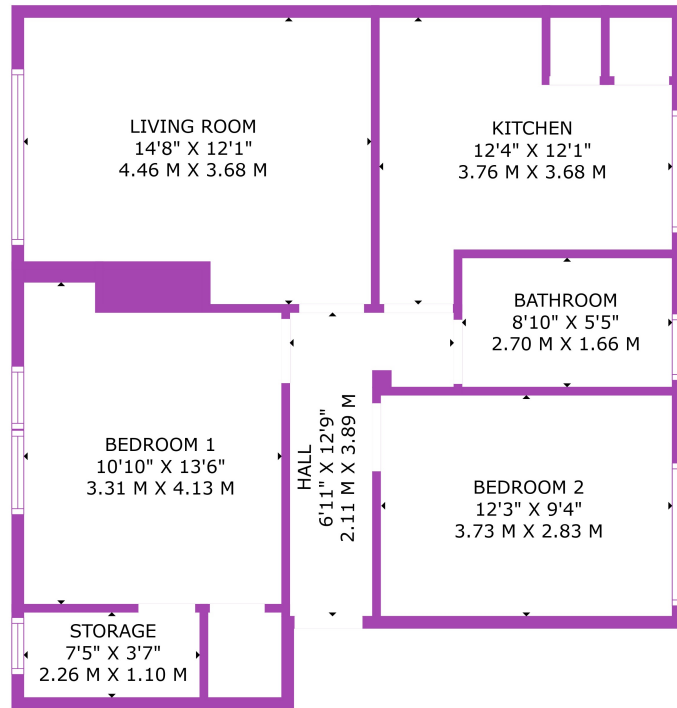 LIVING ROOM
14'8" X 12'1"
4.46 M X 3.68 M
KITCHEN
12'4" X 12'1"
3.76 M X 3.68 M
BATHROOM
8'10" X 5'5"
2.70 M X 1.66 M
BEDROOM 1
10'10" X 13'6"
3.31 M X 4.13 M
HALL
6'11" X 12'9"
2.11 M X 3.89 M
BEDROOM 2
12'3" X 9'4"
3.73 M X 2.83 M
STORAGE
7'5" X 3'7"
2.26 M X 1.10 M